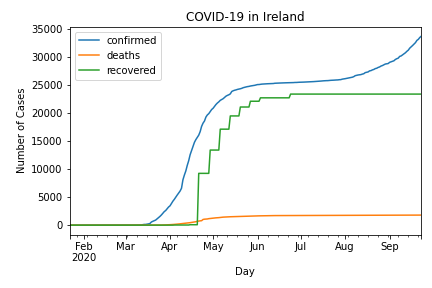 COVID-19 in Ireland
confirmed
deaths
recovered
Number of Cases
35000
30000
25000
20000
15000
10000
5000
0
Feb Mar Apr May Jun Jul Aug Sep
2020
Day